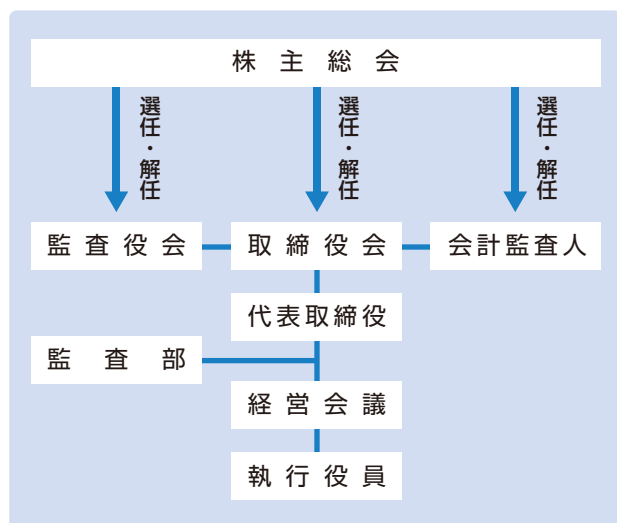 株主総会
選任・解任
選任・解任
選任・解任
監査役会
取締役会
会計監査人
代表取締役
監査部
経営会議
執行役員